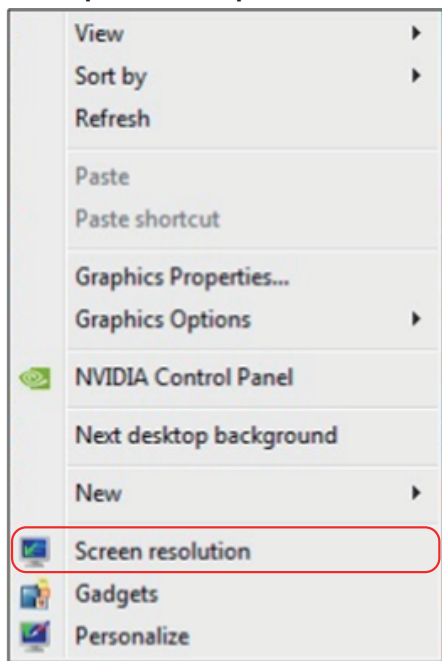 View
Sort by
Refresh
Paste
Paste shortcut
Graphics Properties...
Graphics Options
NVIDIA Control Panel
Next desktop background
New
Screen resolution
Gadgets
Personalize